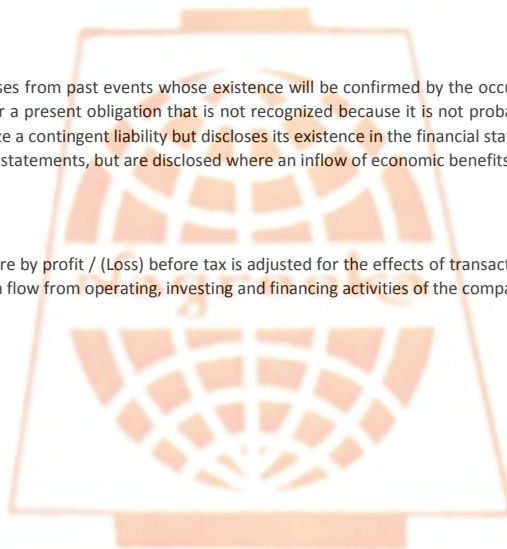 ses from past events whose existence will be confirmed by the occu
r a present obligation that is not recognized because it is not proba
ze a contingent liability but discloses its existence in the financial stat
statements, but are disclosed where an inflow of economic benefits
re by profit / (Loss) before tax is adjusted for the effects of transact
h flow from operating, investing and financing activities of the compa